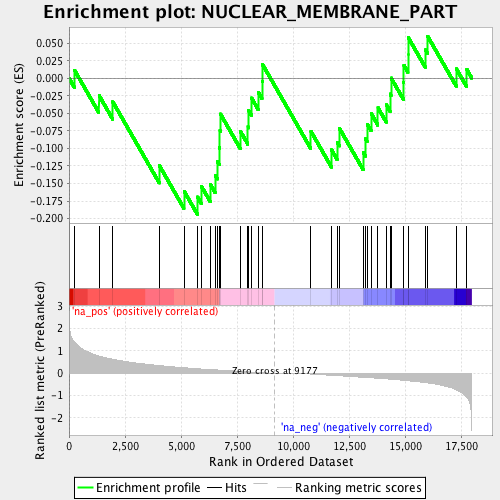 Enrichment plot: NUCLEAR_MEMBRANE_PART
Enrichment score (ES)
0.050
0.025
0.000
-0.025
-0.050
-0.075
-0.100
-0.125
-0.150
-0.175
-0.200
Ranked list metric (PreRanked)
3
2
1
0
-1
-2
'na_pos' (positively correlated)
Zero cross at 9177
'na_neg' (negatively correlated)
0 2,500 5,000 7,500 10,000 12,500 15,000 17,500
Rank in Ordered Dataset
Enrichment profile Hits Ranking metric scores